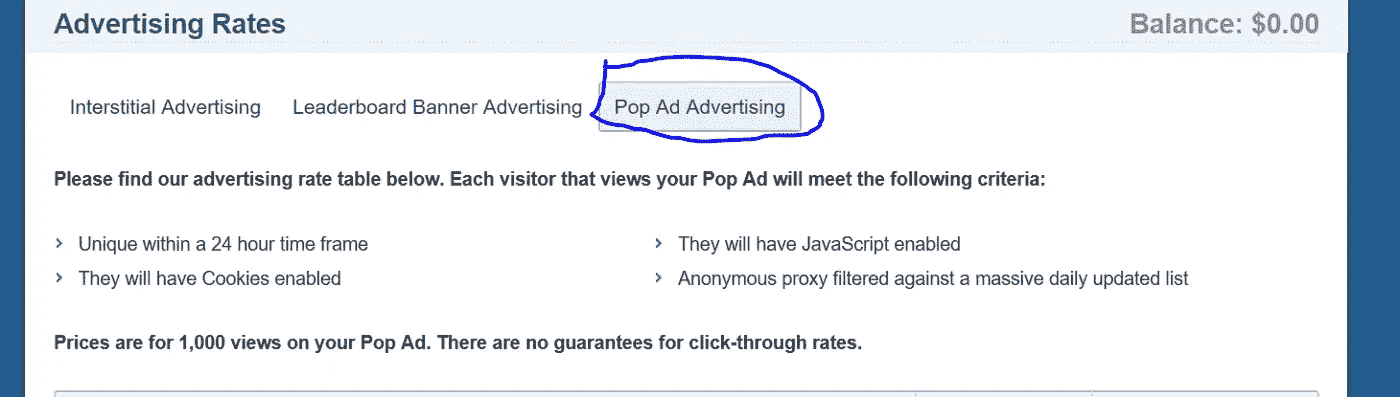 Advertising Rates
Balance: $0.00
Interstitial Advertising
Leaderboard Banner Advertising
Pop Ad Advertising
Please find our advertising rate table below. Each visitor that views your Pop Ad will meet the following criteria:
Unique within a 24 hour time frame
They will have JavaScript enabled
They will have Cookies enabled
Anonymous proxy filtered against a massive daily updated list
Prices are for 1,000 views on your Pop Ad. There are no guarantees for click-through rates.